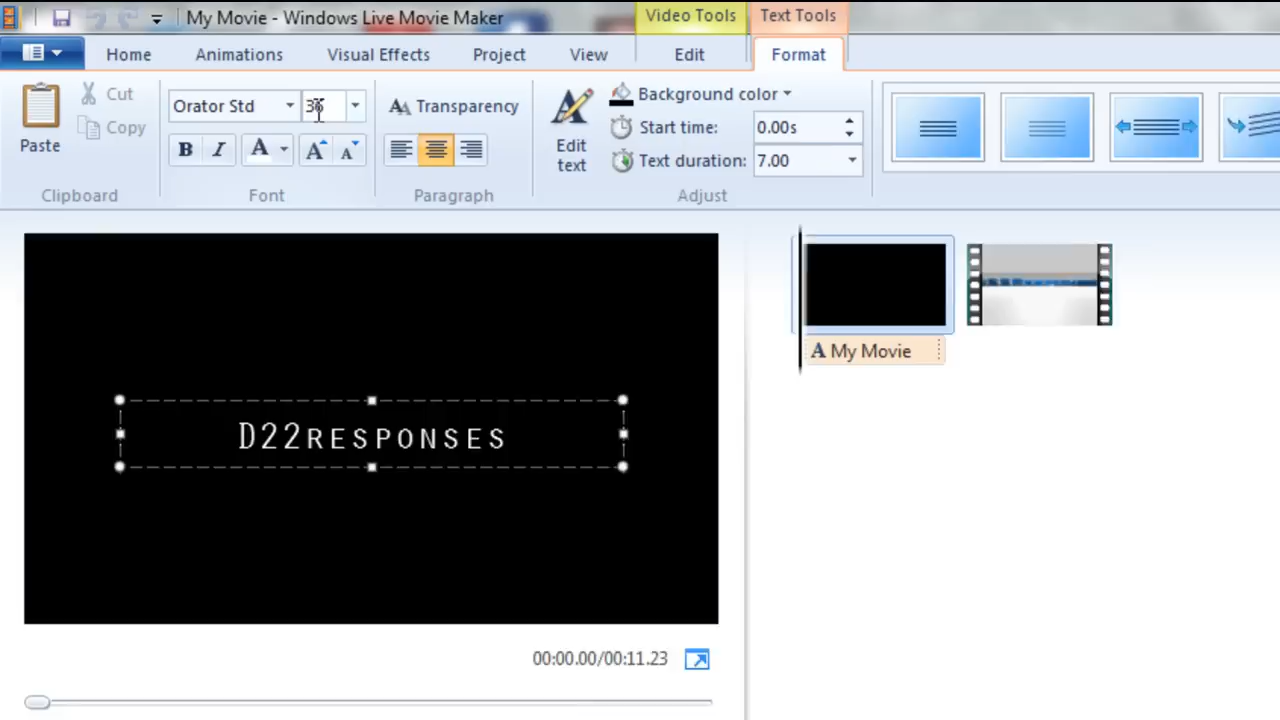 My Movie - Windows Live Movie Maker
Video Tools
Text Tools
Home
Animations
Visual Effects
Project
View
Edit
Format
Paste
Cut
Copy
Clipboard
Orator Std
B I A A A
Font
Transparency
Paragraph
Edit
text
Background color
Start time: 0.00s
Text duration: 7.00
Adjust
D22RESPONSES
A My Movie
00:00.00/00:11.23